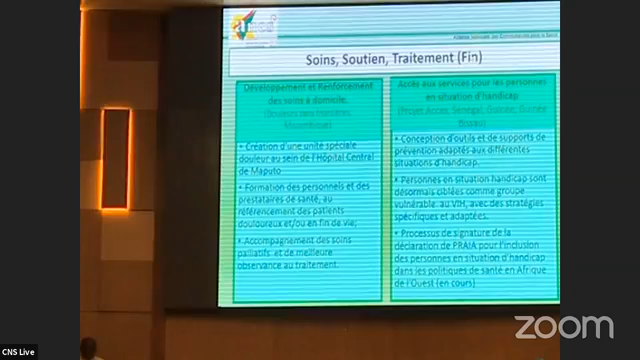 Soins, Soutien, Traitement (Fin)
Développement et Renforcement
des soins à domicile.
• Création d'une unité spéciale
douleur au sein de l'Hôpital Central
de Maputo
• Formation des personnels et des
prestataires de santé, au
référencement des patients
douloureux et/ou en fin de vie;
• Accompagnement des soins
palliatifs et de meilleure
observance au traitement.
Accès aux services pour les personnes
en situation d'handicap
(Projet Accès, Sénégal, Guinée, Guinée
Bissau)
• Conception d'outils et de supports de
prévention adaptés aux différentes
situations d'handicap.
• Personnes en situation handicap sont
désormais ciblées comme groupe
vulnérable au VIH, avec des stratégies
spécifiques et adaptées.
• Processus de signature de la
déclaration de PRAIA pour l'inclusion
des personnes en situation d'handicap
dans les politiques de santé en Afrique
de l'Ouest (en cours)
zoom
CNS Live